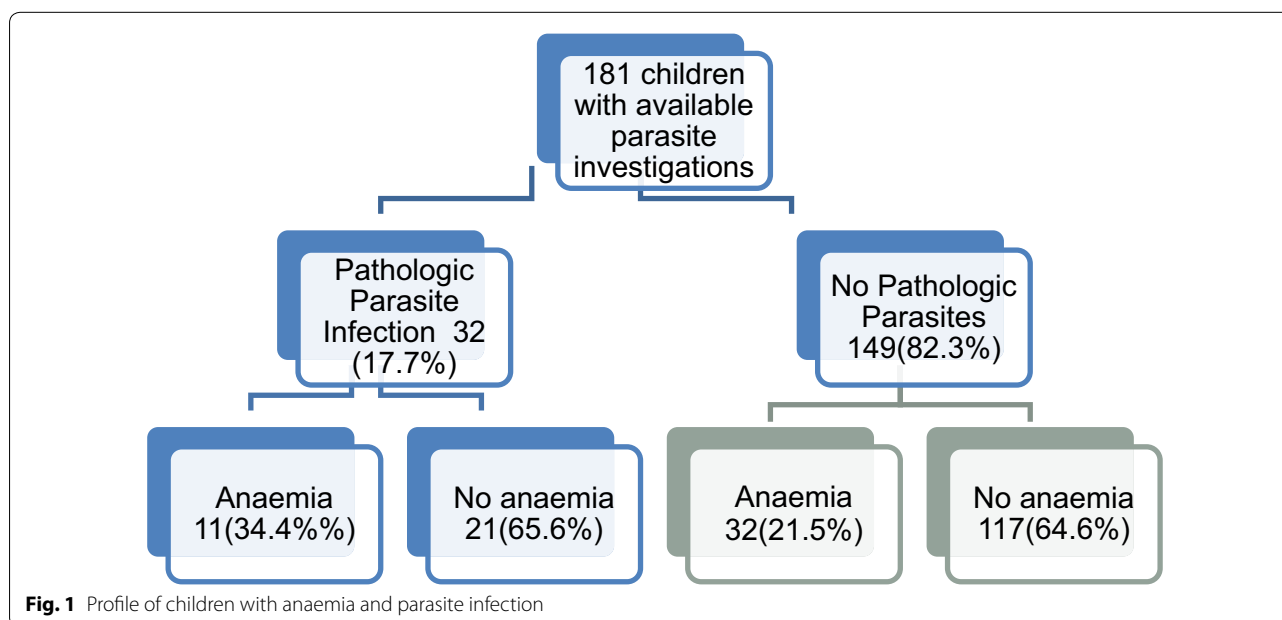 181 children
with available
parasite
investigations
Pathologic
Parasite
Infection 32
(17.7%)
No Pathologic
Parasites
149(82.3%)
Anaemia
11(34.4%%)
No anaemia
21(65.6%)
Anaemia
32(21.5%)
No anaemia
117(64.6%)
Fig. 1 Profile of children with anaemia and parasite infection